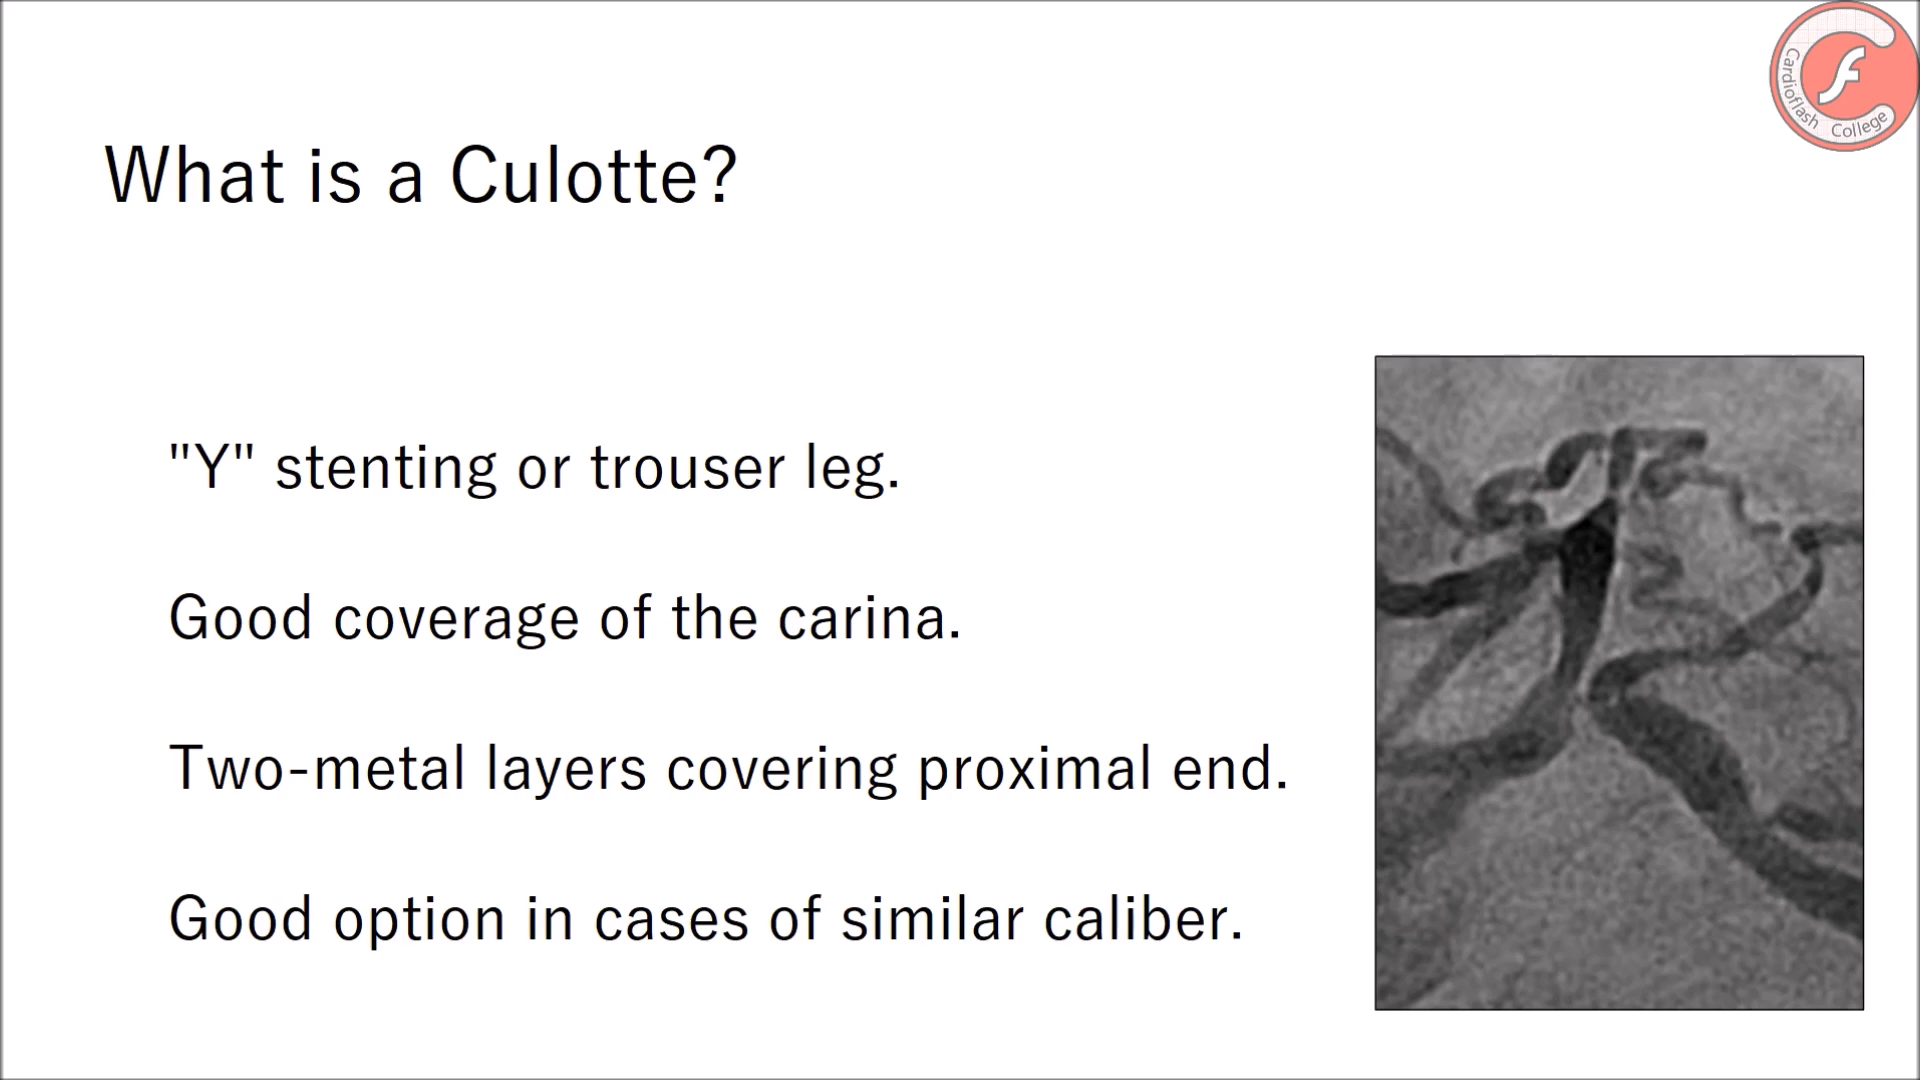 Cardioflash College
What is a Culotte?
"Y" stenting or trouser leg.
Good coverage of the carina.
Two-metal layers covering proximal end.
Good option in cases of similar caliber.